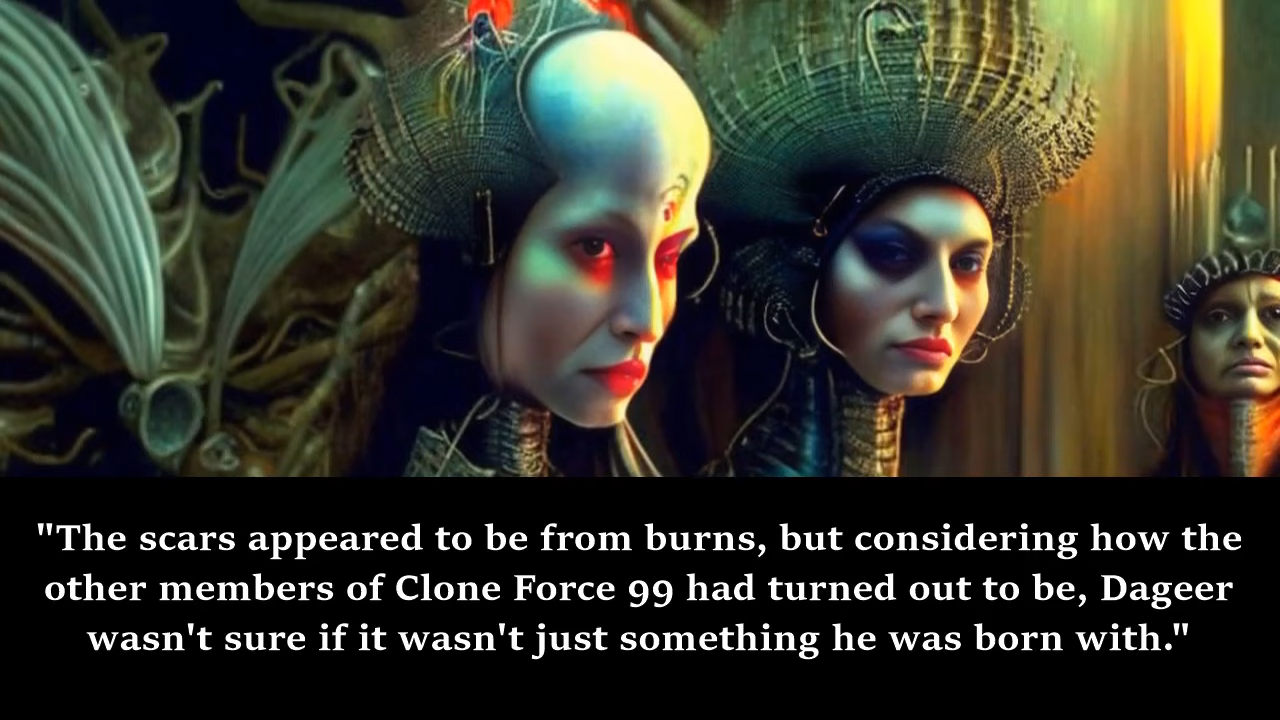 "The scars appeared to be from burns, but considering how the
other members of Clone Force 99 had turned out to be, Dageer
wasn't sure if it wasn't just something he was born with."